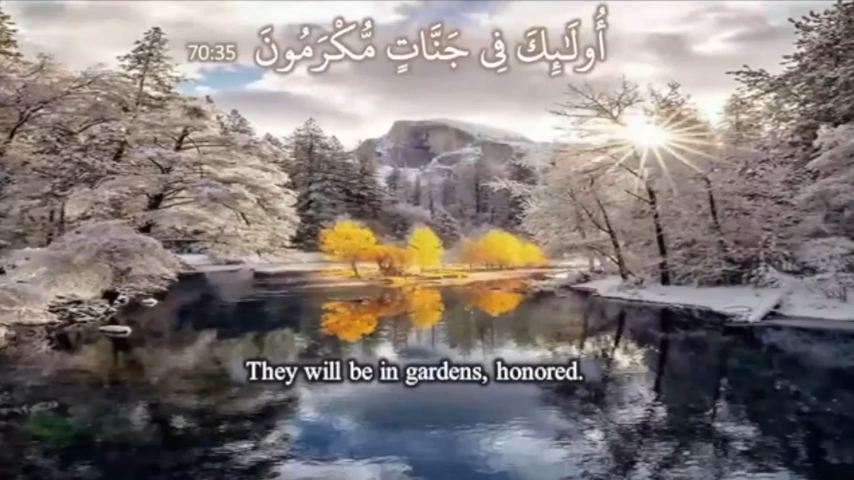 أُولَٰئِكَ فِى جَنَّاتٍ مُّكْرَمُونَ 70:35
They will be in gardens, honored.